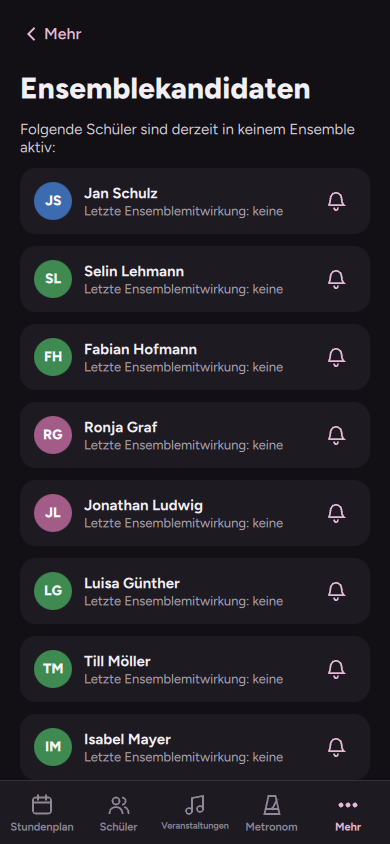 Mehr
Ensemblekandidaten
Folgende Schüler sind derzeit in keinem Ensemble
aktiv:
JS
Jan Schulz
Letzte Ensemblemitwirkung: keine
SL
Selin Lehmann
Letzte Ensemblemitwirkung: keine
FH
Fabian Hofmann
Letzte Ensemblemitwirkung: keine
RG
Ronja Graf
Letzte Ensemblemitwirkung: keine
JL
Jonathan Ludwig
Letzte Ensemblemitwirkung: keine
LG
Luisa Günther
Letzte Ensemblemitwirkung: keine
TM
Till Möller
Letzte Ensemblemitwirkung: keine
IM
Isabel Mayer
Letzte Ensemblemitwirkung: keine
Stundenplan Schüler Veranstaltungen Metronom Mehr